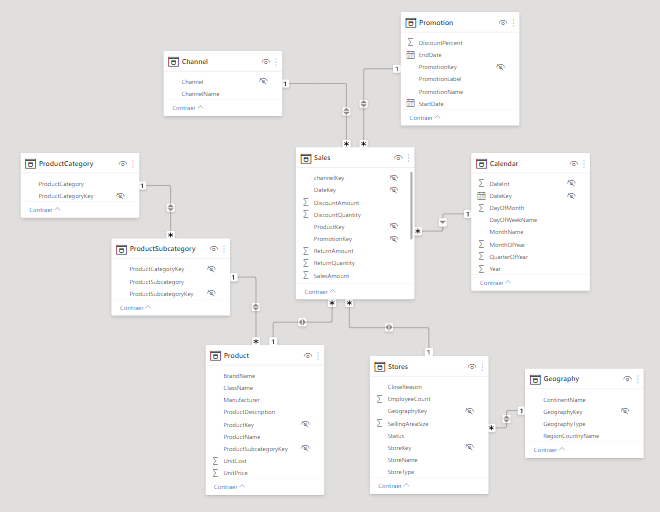 Promotion
DiscountPercent
EndDate
PromotionKey
PromotionLabel
PromotionName
StartDate
Contraer
Channel
Channel
ChannelName
Contraer
1
1
*
*
Sales
channelKey
DateKey
DiscountAmount
DiscountQuantity
ProductKey
PromotionKey
ReturnAmount
ReturnQuantity
SalesAmount
Contraer
ProductCategory
ProductCategory
ProductCategoryKey
Contraer
1
*
Calendar
DateInt
DateKey
DayOfMonth
DayOfWeekName
MonthName
MonthOfYear
QuarterOfYear
Year
Contraer
1
*
ProductSubcategory
ProductCategoryKey
ProductSubcategory
ProductSubcategoryKey
Contraer
1
*
*
*
1
1
Product
BrandName
ClassName
Manufacturer
ProductDescription
ProductKey
ProductName
ProductSubcategoryKey
UnitCost
UnitPrice
Contraer
Stores
CloseReason
EmployeeCount
GeographyKey
SellingAreaSize
Status
StoreKey
StoreName
StoreType
Contraer
Geography
ContinentName
GeographyKey
GeographyType
RegionCountryName
Contraer
1
*